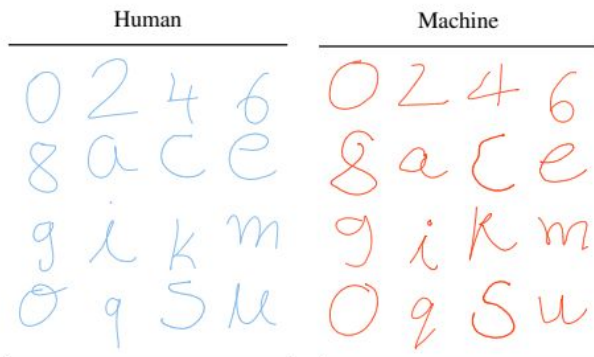 Human Machine
0 2 4 6 0 2 4 6
8 a c e 8 a c e
g i k m g i k m
o q s u o q s u